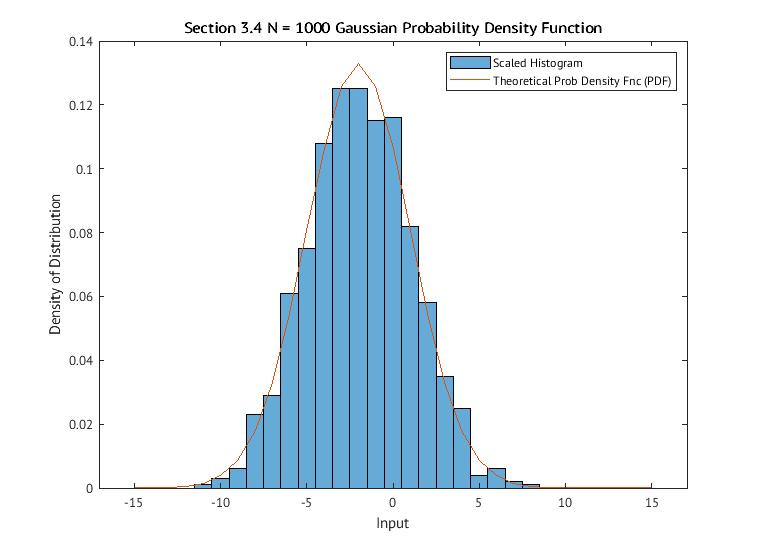 Section 3.4 N = 1000 Gaussian Probability Density Function
Scaled Histogram
Theoretical Prob Density Fnc (PDF)
Density of Distribution
0.14
0.12
0.1
0.08
0.06
0.04
0.02
0
-15 -10 -5 0 5 10 15
Input